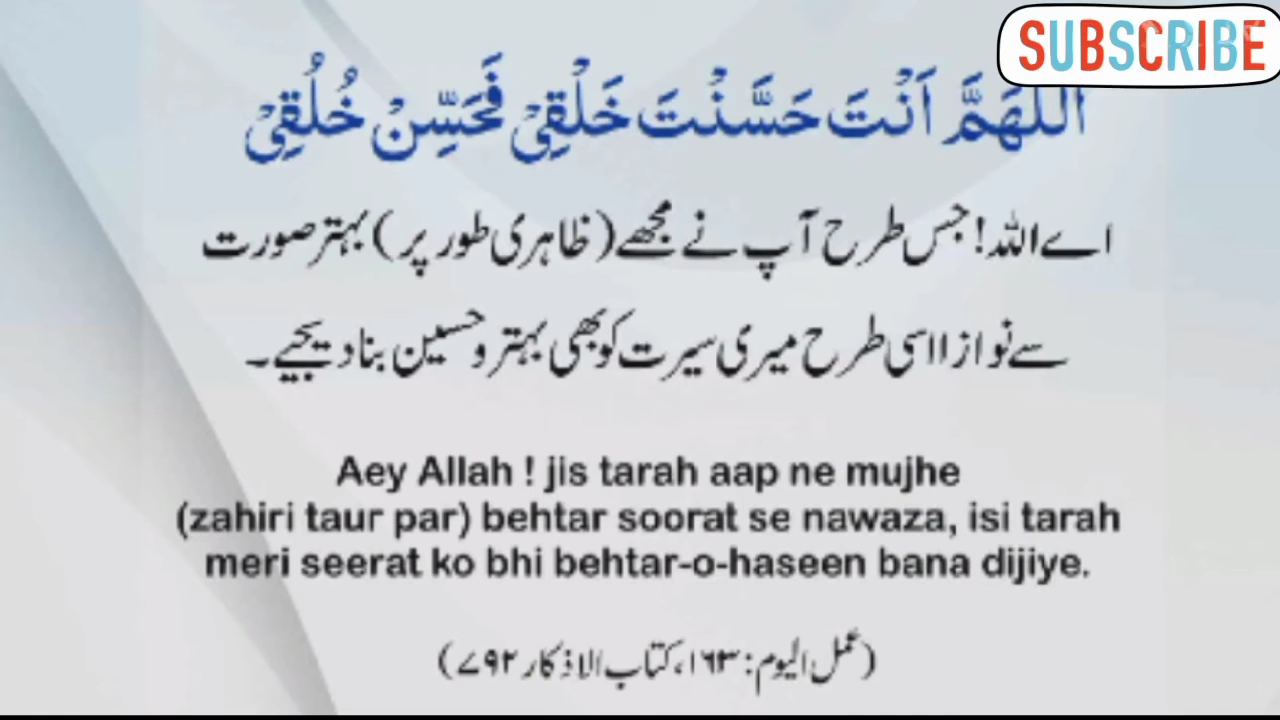 SUBSCRIBE
اَللّٰهُمَّ اَنْتَ حَسَّنْتَ خَلْقِيْ فَحَسِّنْ خُلُقِيْ
اے اللہ! جس طرح آپ نے مجھے (ظاہری طور پر) بہتر صورت
سے نوازا اسی طرح میری سیرت کو بھی بہتر و حسین بنا دیجیے۔
Aey Allah ! jis tarah aap ne mujhe
(zahiri taur par) behtar soorat se nawaza, isi tarah
meri seerat ko bhi behtar-o-haseen bana dijiye.
(عمل الیوم: ۱۶۳، کتاب الاذکار ۷۹۲)